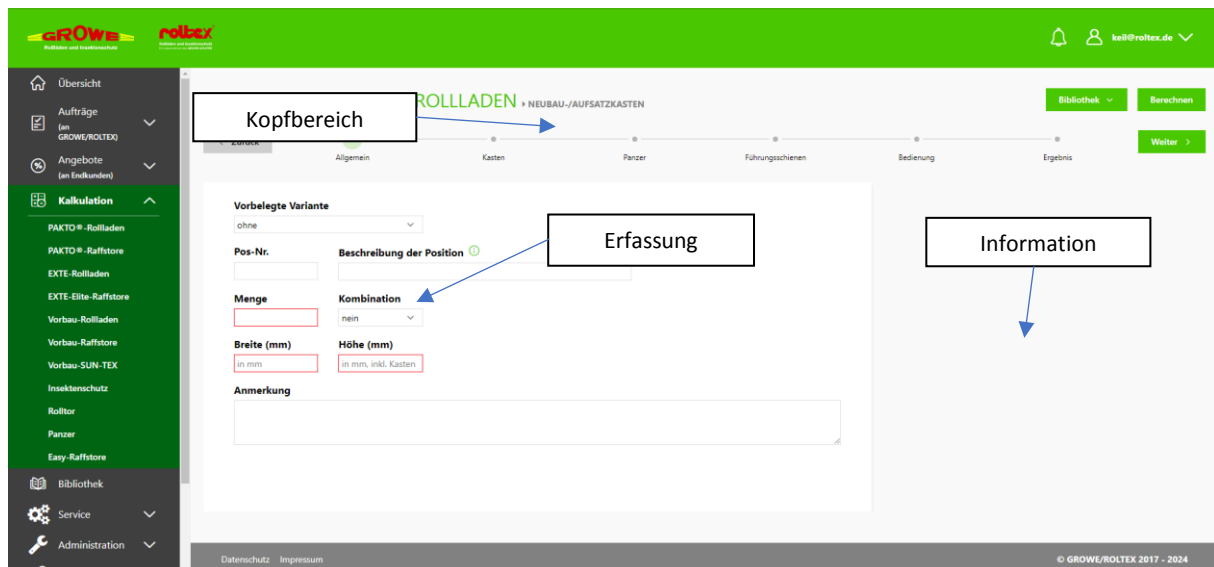 GROWE
Rollläden und Insektenschutz
roltex
keil@roltex.de
Übersicht
Aufträge
(an
GROWE/ROLTEX)
Angebote
(an Endkunden)
Kalkulation
PAKTO®-Rollladen
PAKTO®-Raffstore
EXTE-Rollladen
EXTE-Elite-Raffstore
Vorbau-Rollladen
Vorbau-Raffstore
Vorbau-SUN-TEX
Insektenschutz
Rolltor
Panzer
Easy-Raffstore
Bibliothek
Service
Administration
ROLLLADEN NEUBAU-/AUFSATZKASTEN
Bibliothek
Berechnen
Kopfbereich
Zurück
Weiter
Allgemein
Kasten
Panzer
Führungsschienen
Bedienung
Ergebnis
Vorbelegte Variante
ohne
Erfassung
Information
Pos-Nr.
Beschreibung der Position
Menge
Kombination
nein
Breite (mm)
Höhe (mm)
in mm
in mm, inkl. Kasten
Anmerkung
Datenschutz Impressum
© GROWE/ROLTEX 2017 - 2024